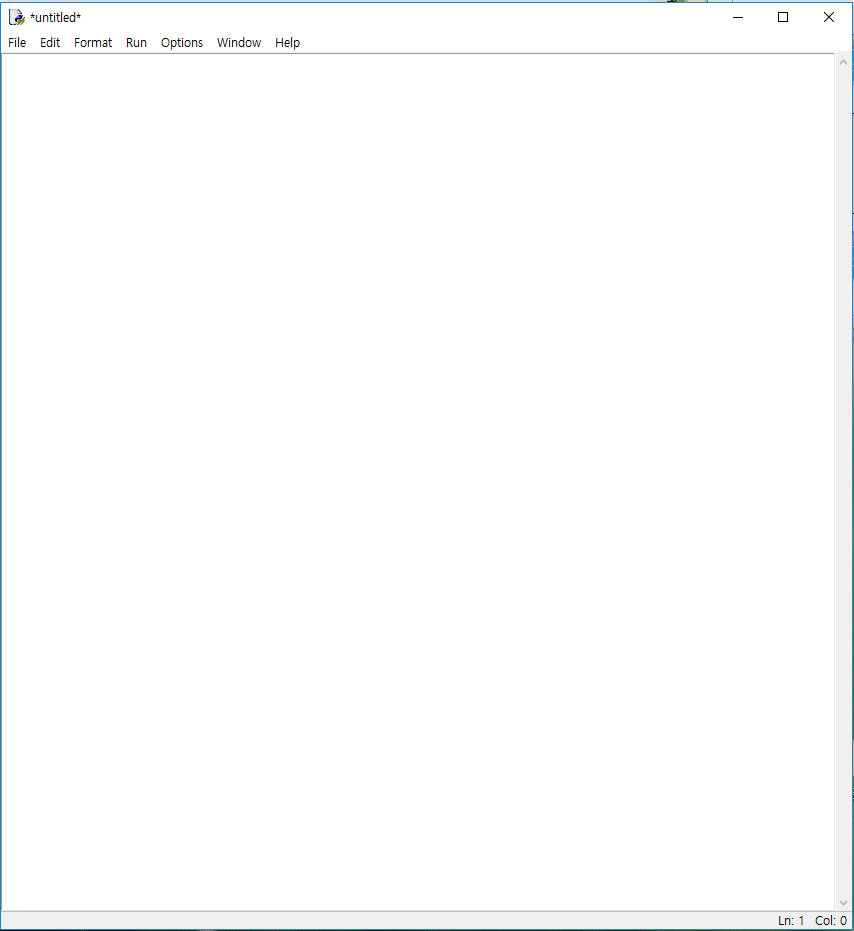 *untitled*
File Edit Format Run Options Window Help
Ln: 1 Col: 0